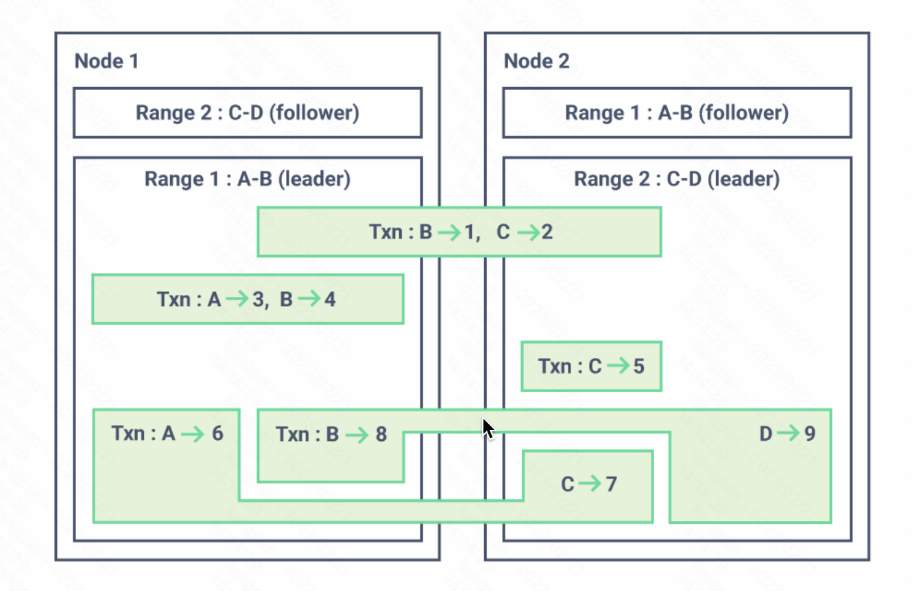 Node 1
Range 2 : C-D (follower)
Range 1 : A-B (leader)
Node 2
Range 1 : A-B (follower)
Range 2 : C-D (leader)
Txn : B → 1, C → 2
Txn : A → 3, B → 4
Txn : C → 5
Txn : A → 6
Txn : B → 8
D → 9
C → 7